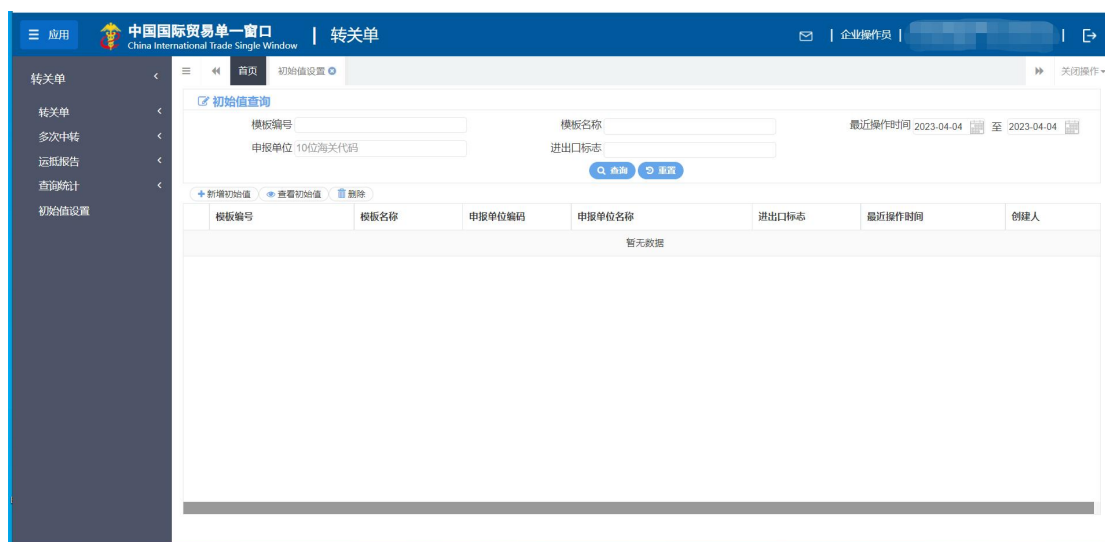 应用 中国国际贸易单一窗口 转关单 企业操作员
China International Trade Single Window
转关单 首页 初始值设置 关闭操作
转关单
多次中转
运抵报告
查询统计
初始值设置
初始值查询
模板编号 模板名称 最近操作时间 2023-04-04 至 2023-04-04
申报单位 10位海关代码 进出口标志
查询 重置
新增初始值 查看初始值 删除
模板编号 模板名称 申报单位编码 申报单位名称 进出口标志 最近操作时间 创建人
暂无数据